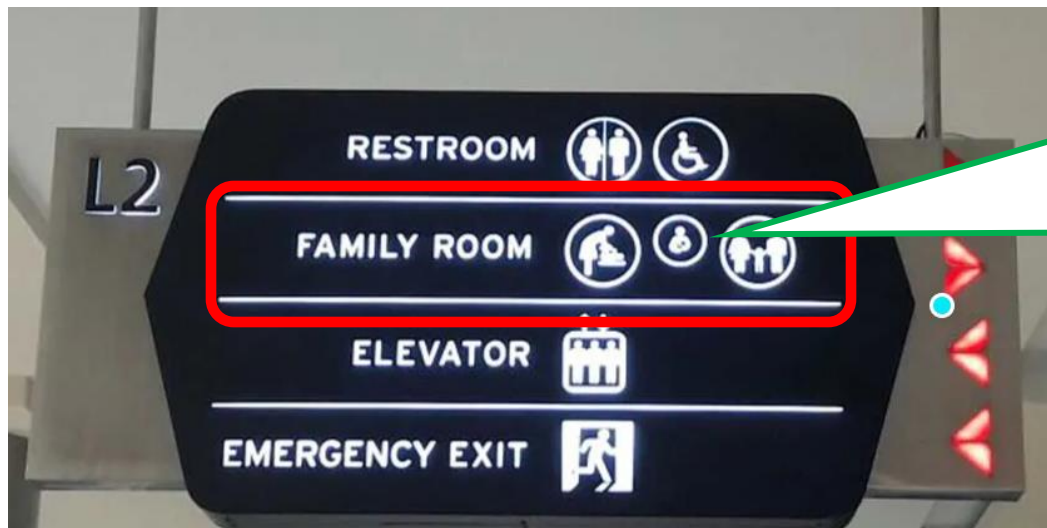 L2
RESTROOM
FAMILY ROOM
ELEVATOR
EMERGENCY EXIT